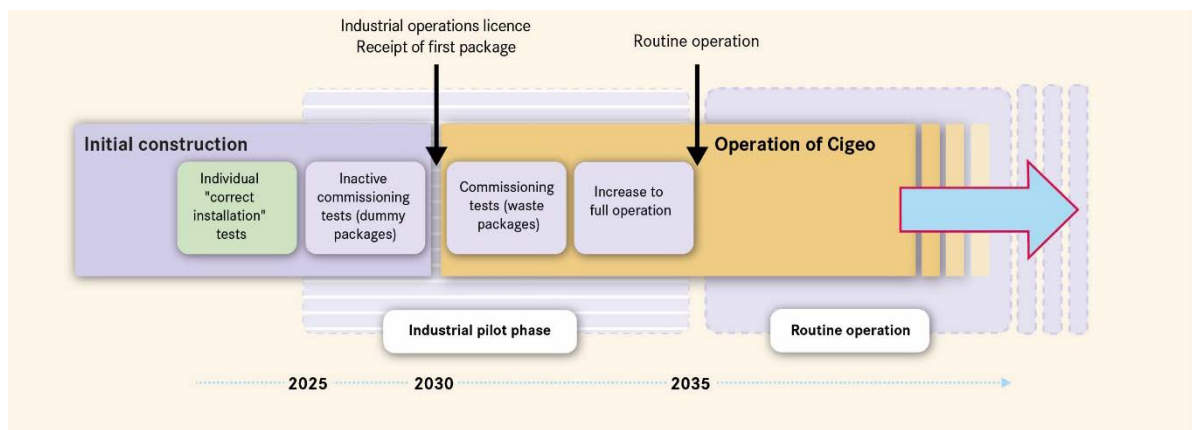 Industrial operations licence
Receipt of first package
Routine operation
Initial construction
Operation of Cigeo
Individual
"correct
installation"
tests
Inactive
commissioning
tests (dummy
packages)
Commissioning
tests (waste
packages)
Increase to
full operation
Industrial pilot phase
Routine operation
2025
2030
2035